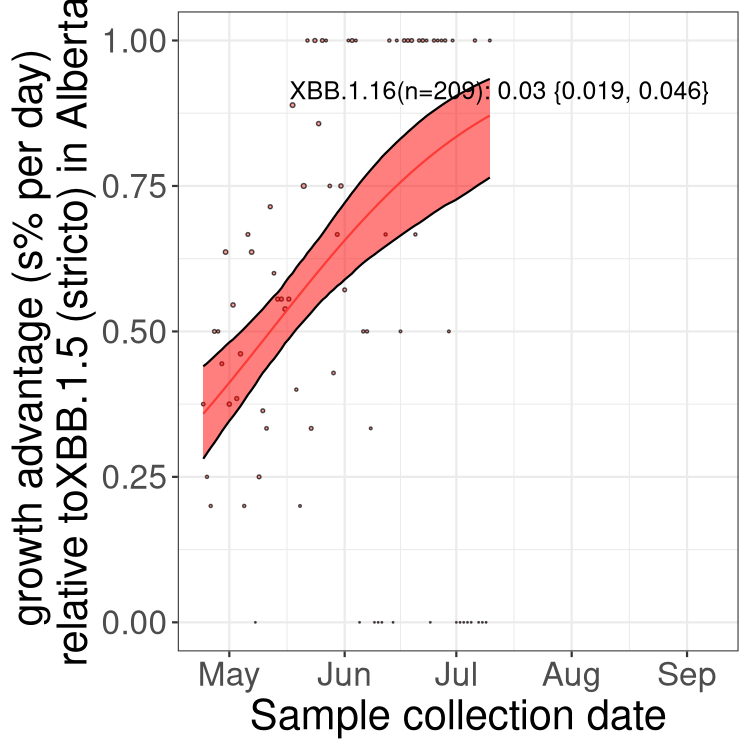 growth advantage (s% per day)
relative toXBB.1.5 (stricto) in Alberta
1.00
0.75
0.50
0.25
0.00
XBB.1.16(n=209): 0.03 {0.019, 0.046}
May Jun Jul Aug Sep
Sample collection date